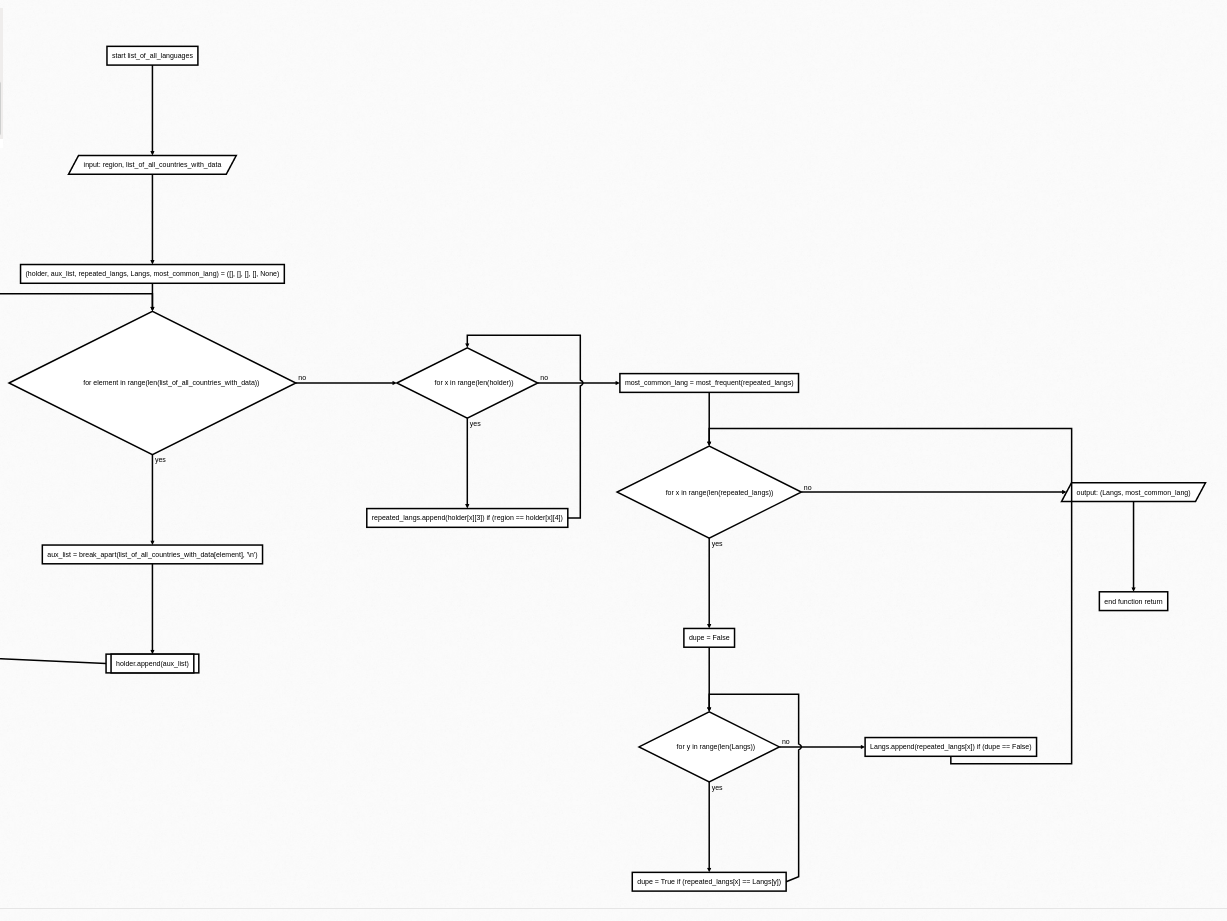 start list_of_all_languages
input: region, list_of_all_countries_with_data
(holder, aux_list, repeated_langs, Langs, most_common_lang) = ([], [], [], [], None)
for element in range(len(list_of_all_countries_with_data))
no
yes
aux_list = break_apart(list_of_all_countries_with_data[element], '\n')
holder.append(aux_list)
for x in range(len(holder))
no
yes
repeated_langs.append(holder[x][3]) if (region == holder[x][4])
most_common_lang = most_frequent(repeated_langs)
for x in range(len(repeated_langs))
no
yes
dupe = False
for y in range(len(Langs))
no
yes
dupe = True if (repeated_langs[x] == Langs[y])
Langs.append(repeated_langs[x]) if (dupe == False)
output: (Langs, most_common_lang)
end function return